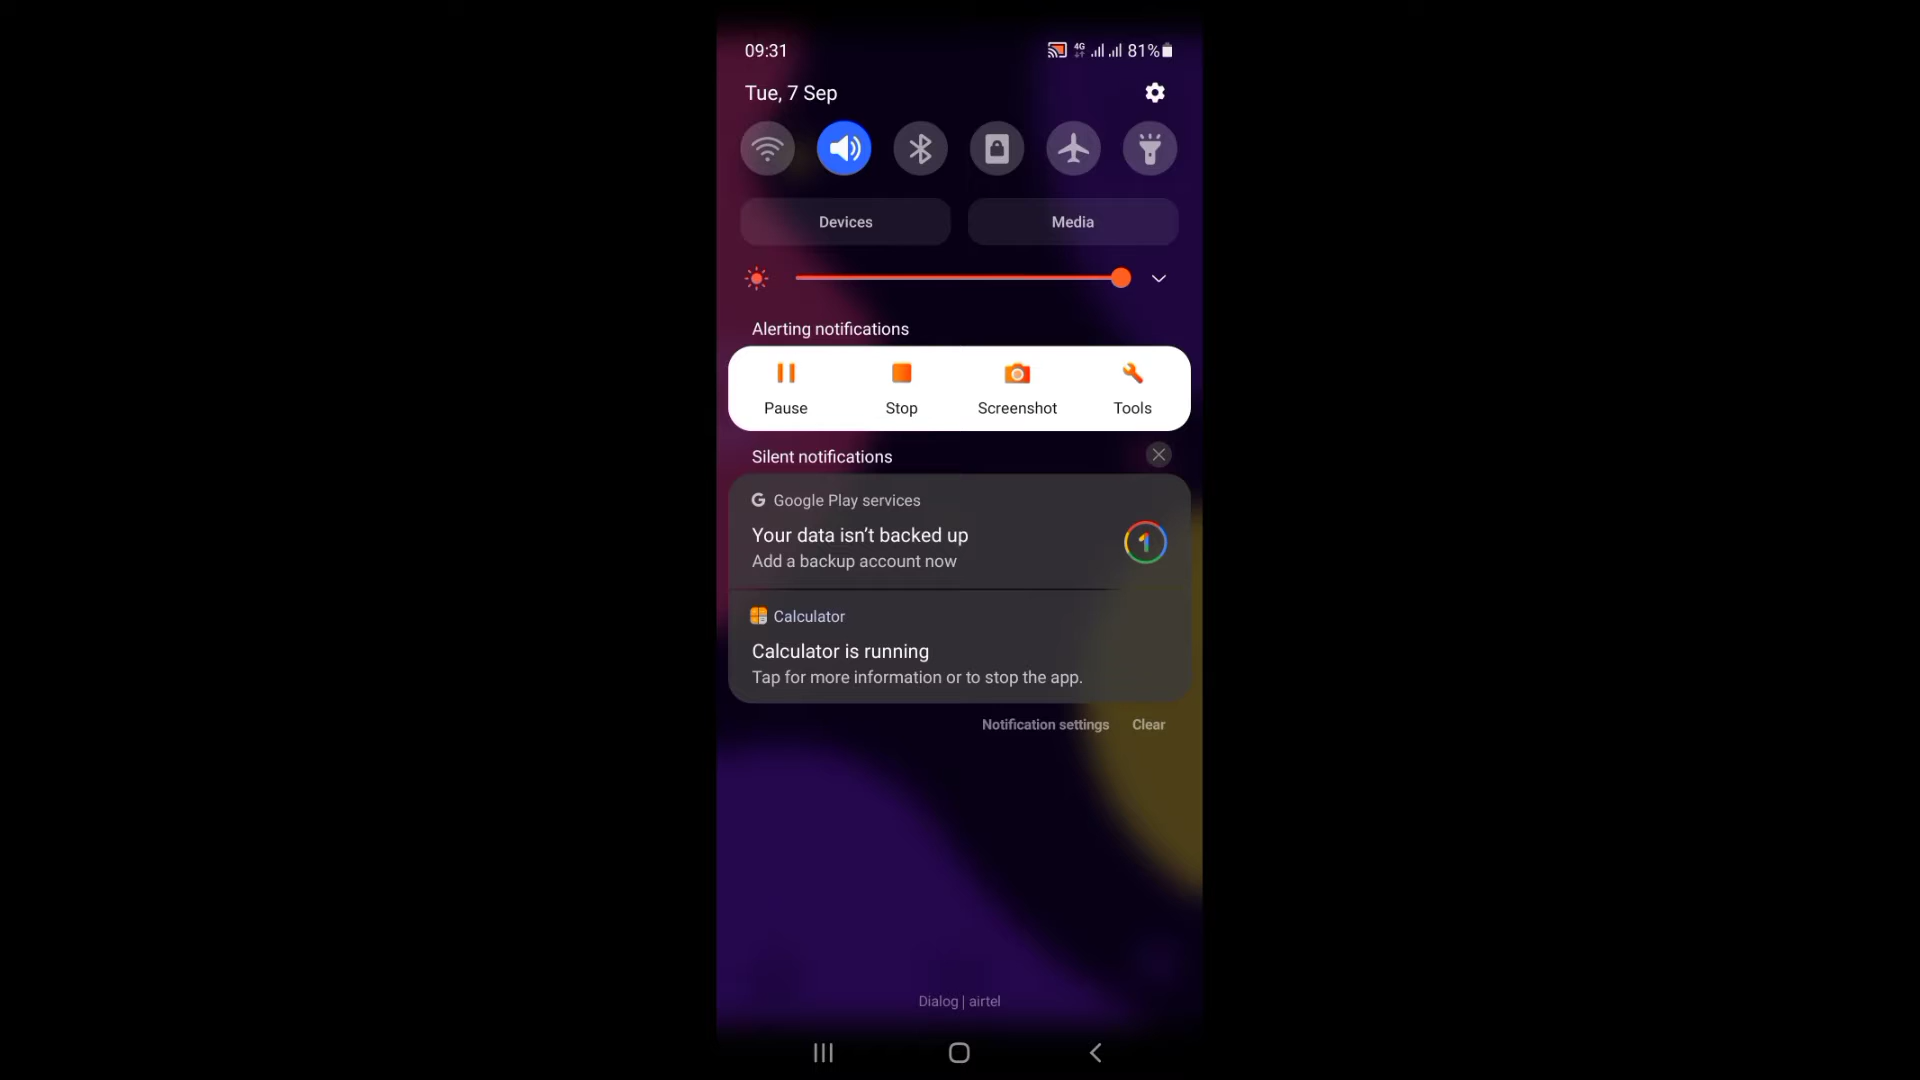 09:31
4G 81%
Tue, 7 Sep
Devices Media
Alerting notifications
Pause Stop Screenshot Tools
Silent notifications
G Google Play services
Your data isn’t backed up
Add a backup account now
1
Calculator
Calculator is running
Tap for more information or to stop the app.
Notification settings Clear
Dialog | airtel